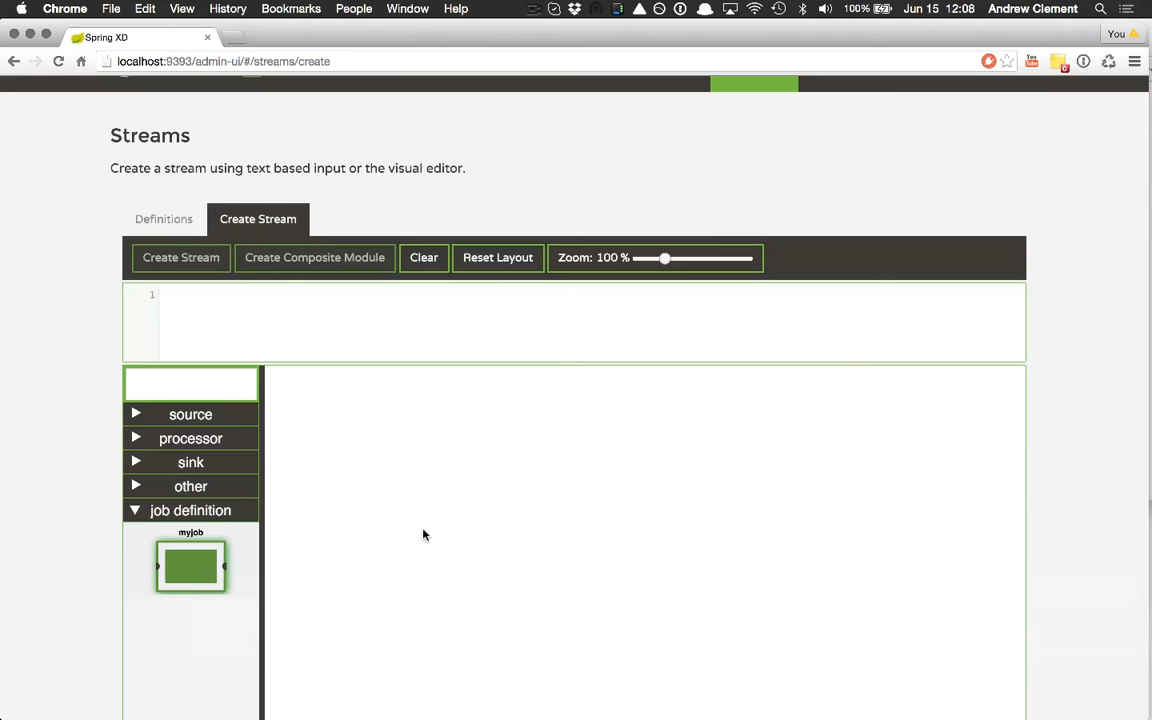 Chrome File Edit View History Bookmarks People Window Help 100% Jun 15 12:08 Andrew Clement
Spring XD You
localhost:9393/admin-ui/#/streams/create
Streams
Create a stream using text based input or the visual editor.
Definitions Create Stream
Create Stream Create Composite Module Clear Reset Layout Zoom: 100 %
1
source
processor
sink
other
job definition
myjob